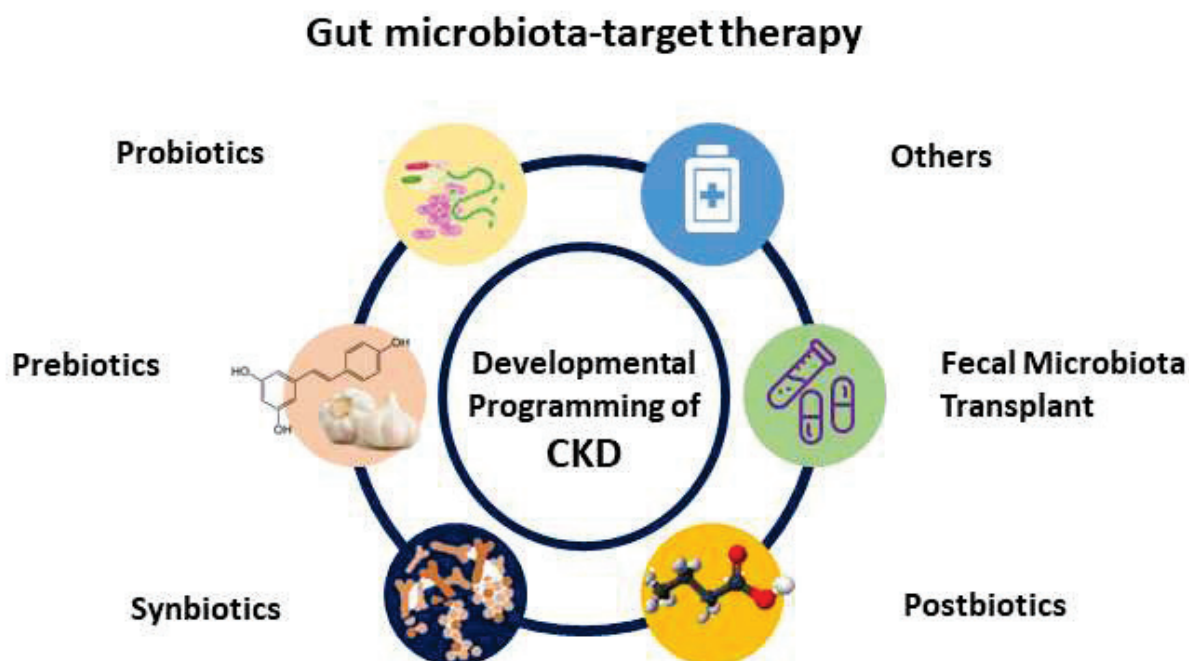 Gut microbiota-target therapy
Probiotics
Others
Prebiotics
HO
OH
OH
Developmental
Programming of
CKD
Fecal Microbiota
Transplant
Synbiotics
Postbiotics